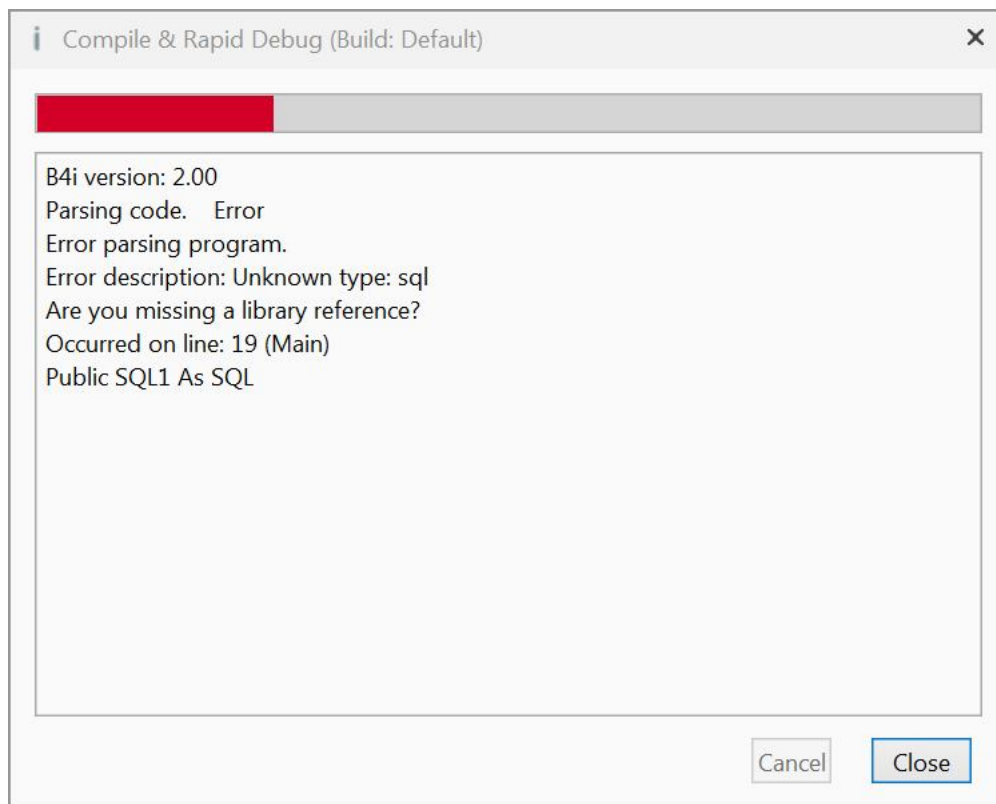 Compile & Rapid Debug (Build: Default)
B4i version: 2.00
Parsing code.    Error
Error parsing program.
Error description: Unknown type: sql
Are you missing a library reference?
Occurred on line: 19 (Main)
Public SQL1 As SQL
Cancel Close